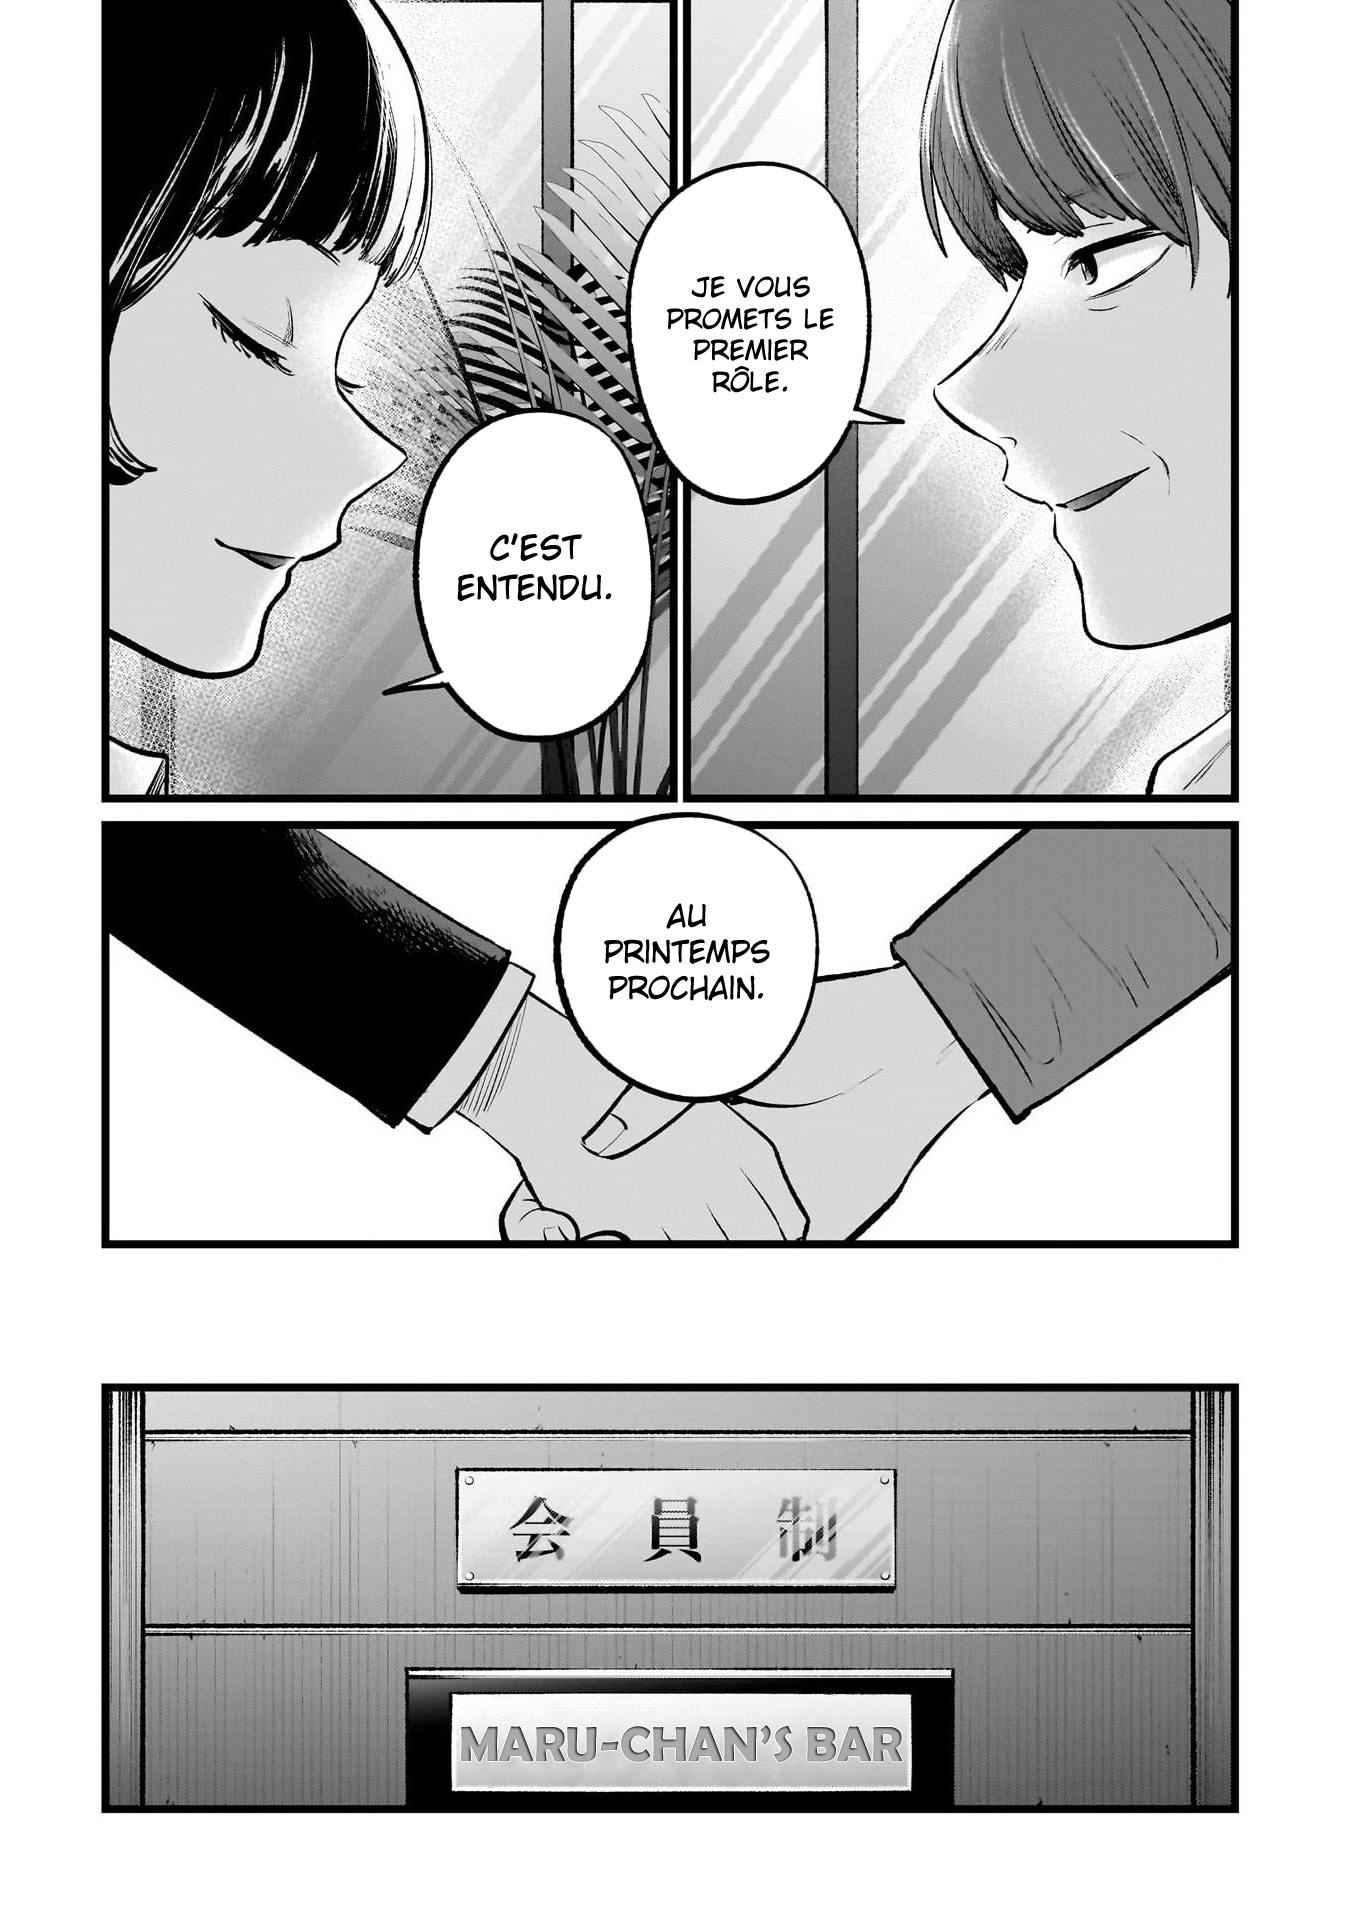 JE VOUS
PROMETS LE
PREMIER
RÔLE.
C'EST
ENTENDU.
AU
PRINTEMPS
PROCHAIN.
会員制
MARU-CHAN'S BAR